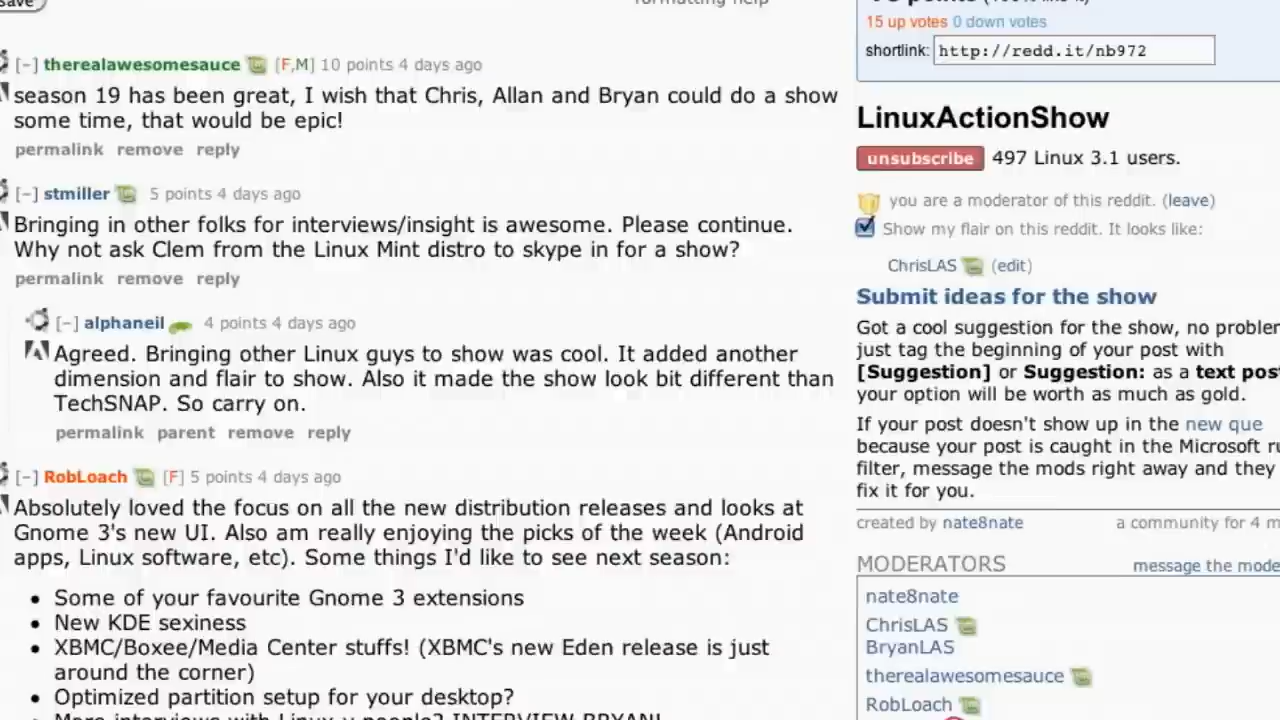 save
formatting help
[–] therealawesomesauce [F,M] 10 points 4 days ago
season 19 has been great, I wish that Chris, Allan and Bryan could do a show
some time, that would be epic!
permalink remove reply
[–] stmiller 5 points 4 days ago
Bringing in other folks for interviews/insight is awesome. Please continue.
Why not ask Clem from the Linux Mint distro to skype in for a show?
permalink remove reply
[–] alphaneil 4 points 4 days ago
Agreed. Bringing other Linux guys to show was cool. It added another
dimension and flair to show. Also it made the show look bit different than
TechSNAP. So carry on.
permalink parent remove reply
[–] RobLoach [F] 5 points 4 days ago
Absolutely loved the focus on all the new distribution releases and looks at
Gnome 3's new UI. Also am really enjoying the picks of the week (Android
apps, Linux software, etc). Some things I'd like to see next season:
• Some of your favourite Gnome 3 extensions
• New KDE sexiness
• XBMC/Boxee/Media Center stuffs! (XBMC's new Eden release is just
around the corner)
• Optimized partition setup for your desktop?
• More interviews with Linux-y people? INTERVIEW BRYAN!
15 up votes 0 down votes
shortlink: http://redd.it/nb972
LinuxActionShow
unsubscribe 497 Linux 3.1 users.
you are a moderator of this reddit. (leave)
Show my flair on this reddit. It looks like:
ChrisLAS (edit)
Submit ideas for the show
Got a cool suggestion for the show, no problem
just tag the beginning of your post with
[Suggestion] or Suggestion: as a text post
your option will be worth as much as gold.
If your post doesn't show up in the new que
because your post is caught in the Microsoft
filter, message the mods right away and they
fix it for you.
created by nate8nate a community for 4
MODERATORS message the mode
nate8nate
ChrisLAS
BryanLAS
therealawesomesauce
RobLoach